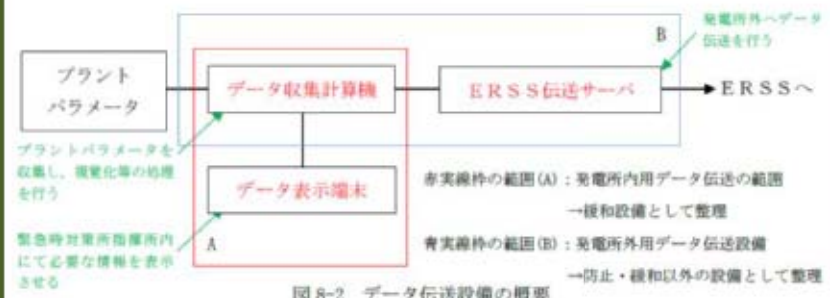 発電所外へデータ
伝送を行う
B
プラント
パラメータ
データ収集計算機
ERSS伝送サーバ
ERSSへ
プラントパラメータを
収集し、視覚化等の処理
を行う
データ表示端末
赤実線枠の範囲(A):発電所内用データ伝送の範囲
→緩和設備として整理
緊急時対策所指揮所内
にて必要な情報を表示
させる
A
青実線枠の範囲(B):発電所外用データ伝送設備
→防止・緩和以外の設備として整理
図8-2 データ伝送設備の概要